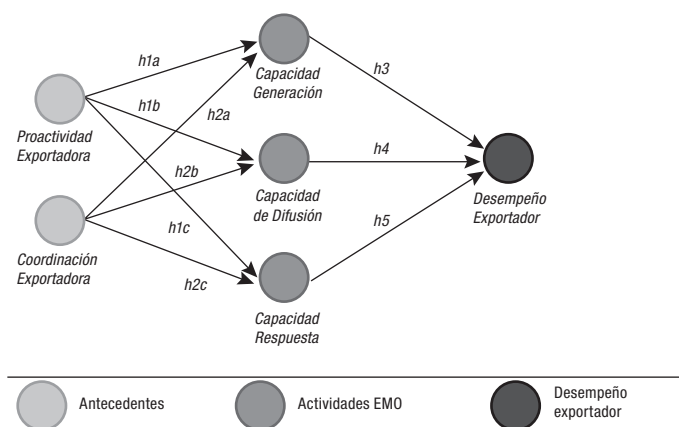 h1a
Capacidad
Generación
h3
h1b
h2a
Proactividad
Exportadora
h4
h2b
Capacidad
de Difusión
Desempeño
Exportador
h1c
h5
Coordinación
Exportadora
h2c
Capacidad
Respuesta
Antecedentes
Actividades EMO
Desempeño
exportador